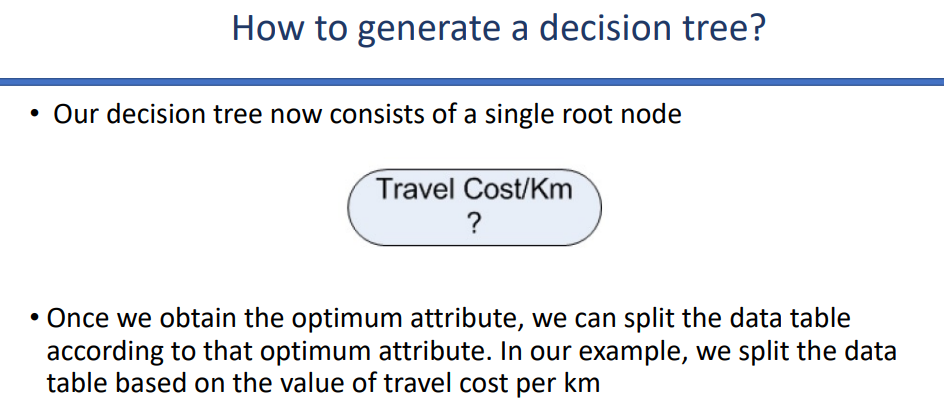 How to generate a decision tree?
• Our decision tree now consists of a single root node
Travel Cost/Km
?
• Once we obtain the optimum attribute, we can split the data table
according to that optimum attribute. In our example, we split the data
table based on the value of travel cost per km